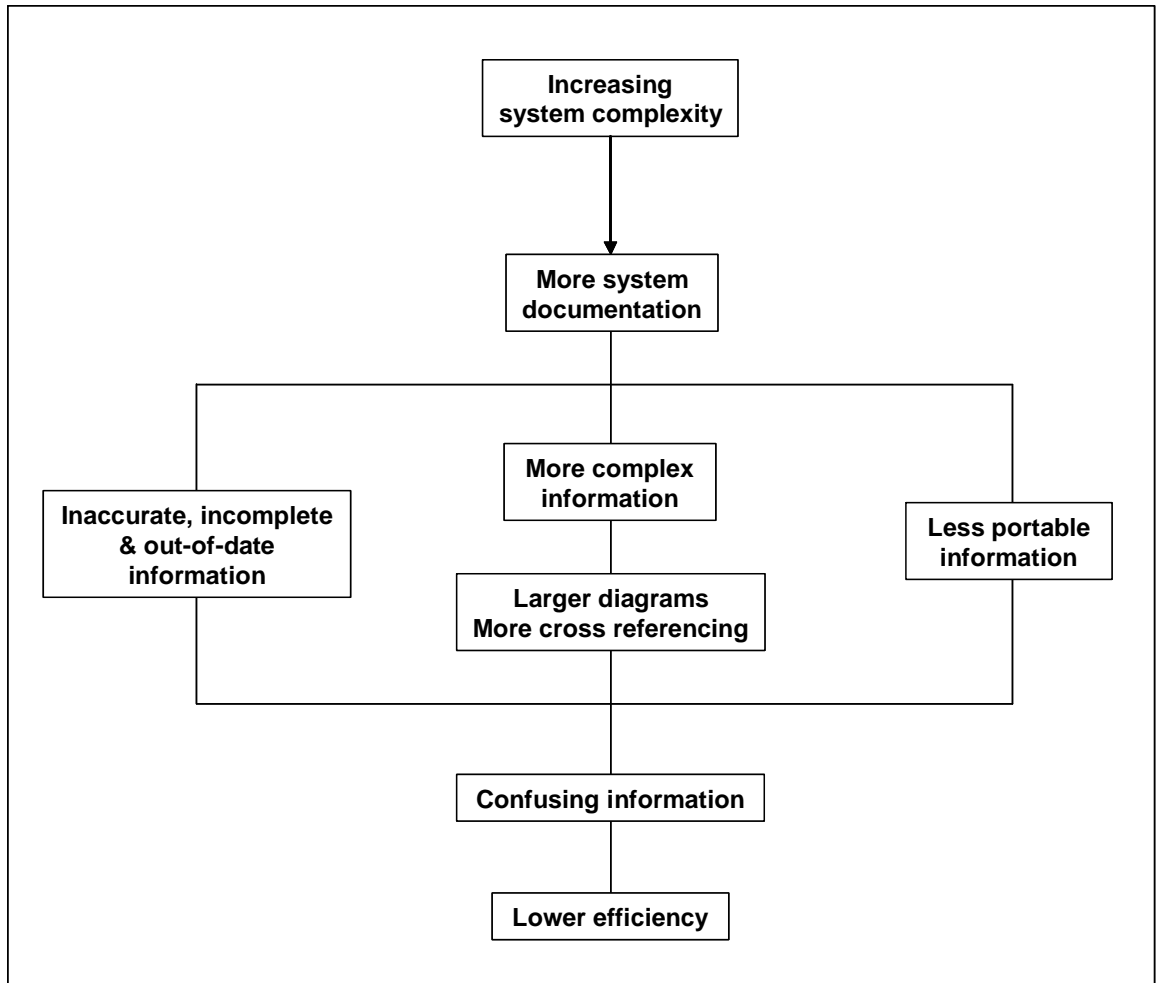 Increasing
system complexity
More system
documentation
More complex
information
Inaccurate, incomplete
& out-of-date
information
Less portable
information
Larger diagrams
More cross referencing
Confusing information
Lower efficiency